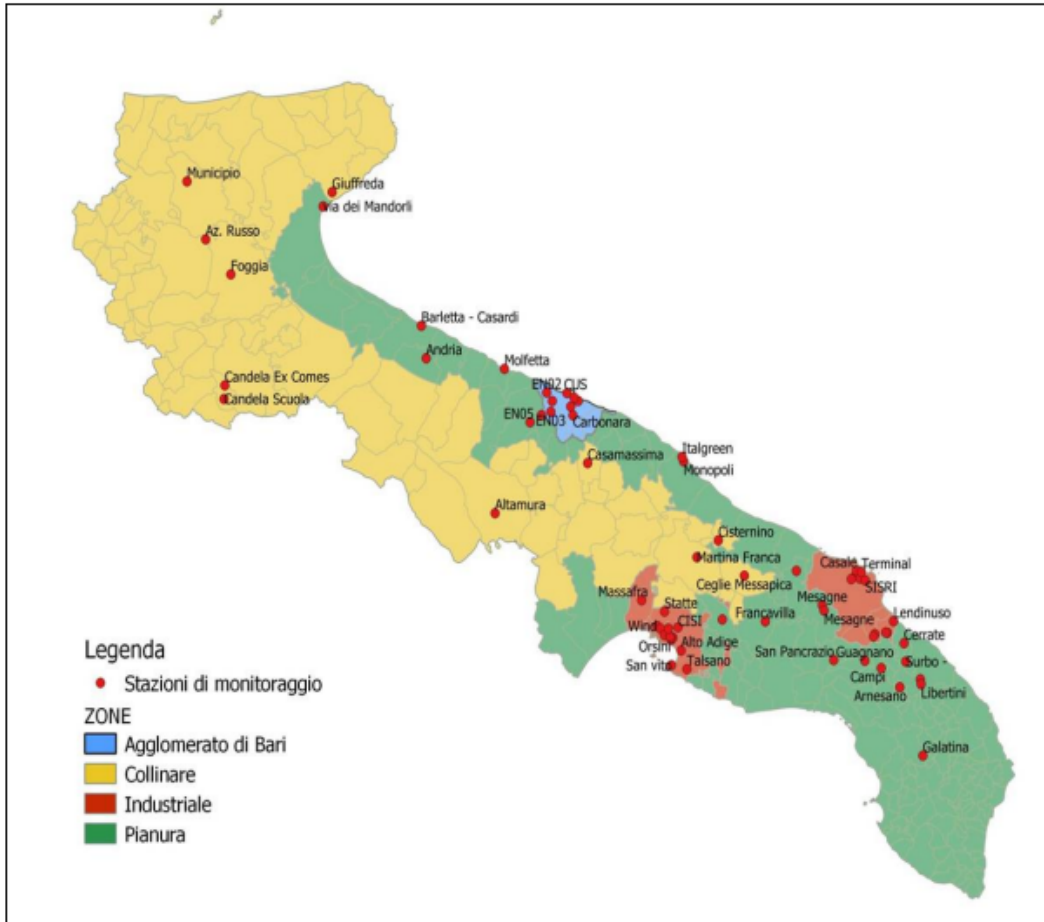 Municipio
Giuffreda
Via dei Mandorli
Az. Russo
Foggia
Barletta - Casardi
Andria
Molfetta
Candela Ex Comes
Candela Scuola
EN02
CUS
EN05
EN03
Carbonara
Casamassima
Italgreen
Monopoli
Altamura
Cisternino
Martina Franca
Ceglie Messapica
Casale
Terminal
SISRI
Massafra
Statte
Mesagne
Mesagne
Francavilla
Lendinuso
Wind
CISI
Orsini
Alto Adige
Cerrate
San vito
Talsano
San Pancrazio
Guagnano
Surbo -
Campi
Arnesano
Libertini
Galatina
Legenda
Stazioni di monitoraggio
ZONE
Agglomerato di Bari
Collinare
Industriale
Pianura